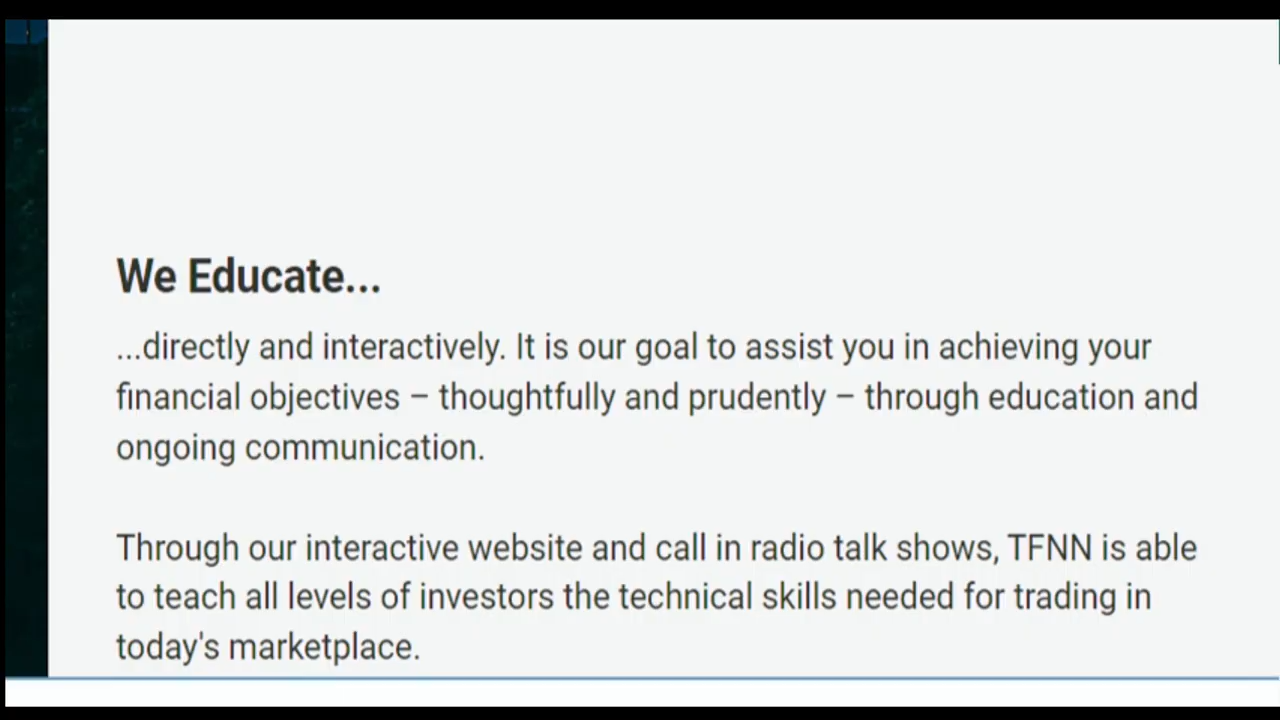 We Educate...
...directly and interactively. It is our goal to assist you in achieving your
financial objectives – thoughtfully and prudently – through education and
ongoing communication.
Through our interactive website and call in radio talk shows, TFNN is able
to teach all levels of investors the technical skills needed for trading in
today's marketplace.